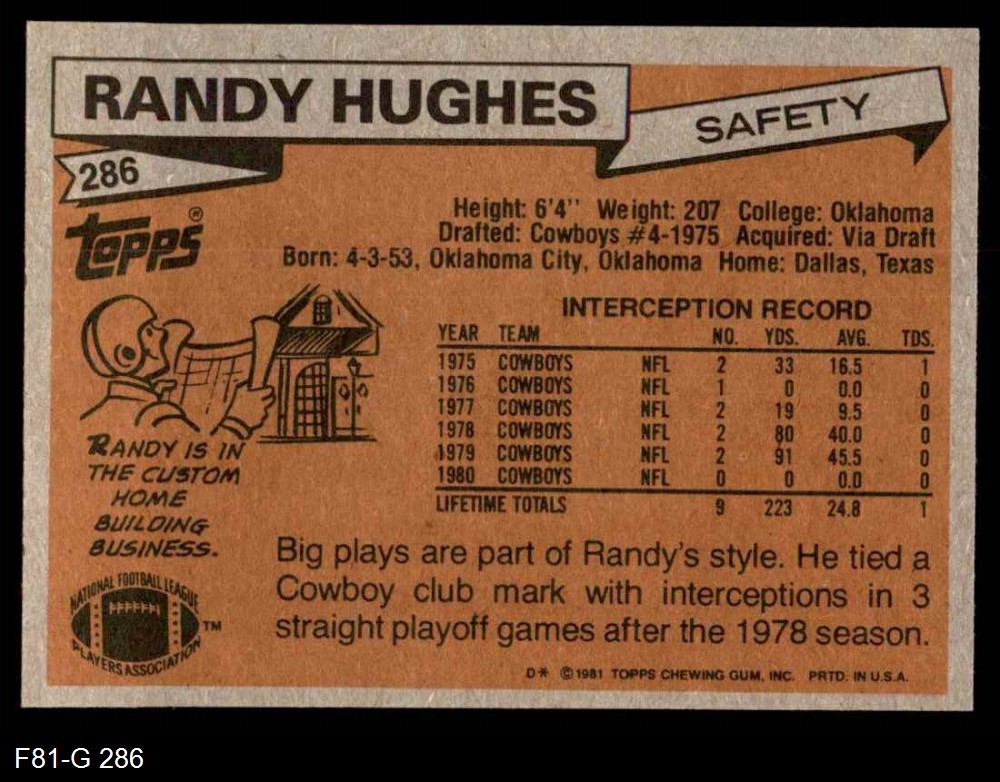 RANDY HUGHES
SAFETY
286
Topps®
Height: 6'4'' Weight: 207 College: Oklahoma
Drafted: Cowboys #4-1975 Acquired: Via Draft
Born: 4-3-53, Oklahoma City, Oklahoma Home: Dallas, Texas
INTERCEPTION RECORD
YEAR TEAM NO. YDS. AVG. TDS.
1975 COWBOYS NFL 2 33 16.5 1
1976 COWBOYS NFL 1 0 0.0 0
1977 COWBOYS NFL 2 19 9.5 0
1978 COWBOYS NFL 2 80 40.0 0
1979 COWBOYS NFL 2 91 45.5 0
1980 COWBOYS NFL 0 0 0.0 0
LIFETIME TOTALS 9 223 24.8 1
RANDY IS IN
THE CUSTOM
HOME
BUILDING
BUSINESS.
Big plays are part of Randy's style. He tied a
Cowboy club mark with interceptions in 3
straight playoff games after the 1978 season.
NATIONAL FOOTBALL LEAGUE
PLAYERS ASSOCIATION
TM
D* ©1981 TOPPS CHEWING GUM, INC. PRTD. IN U.S.A.
F81-G 286